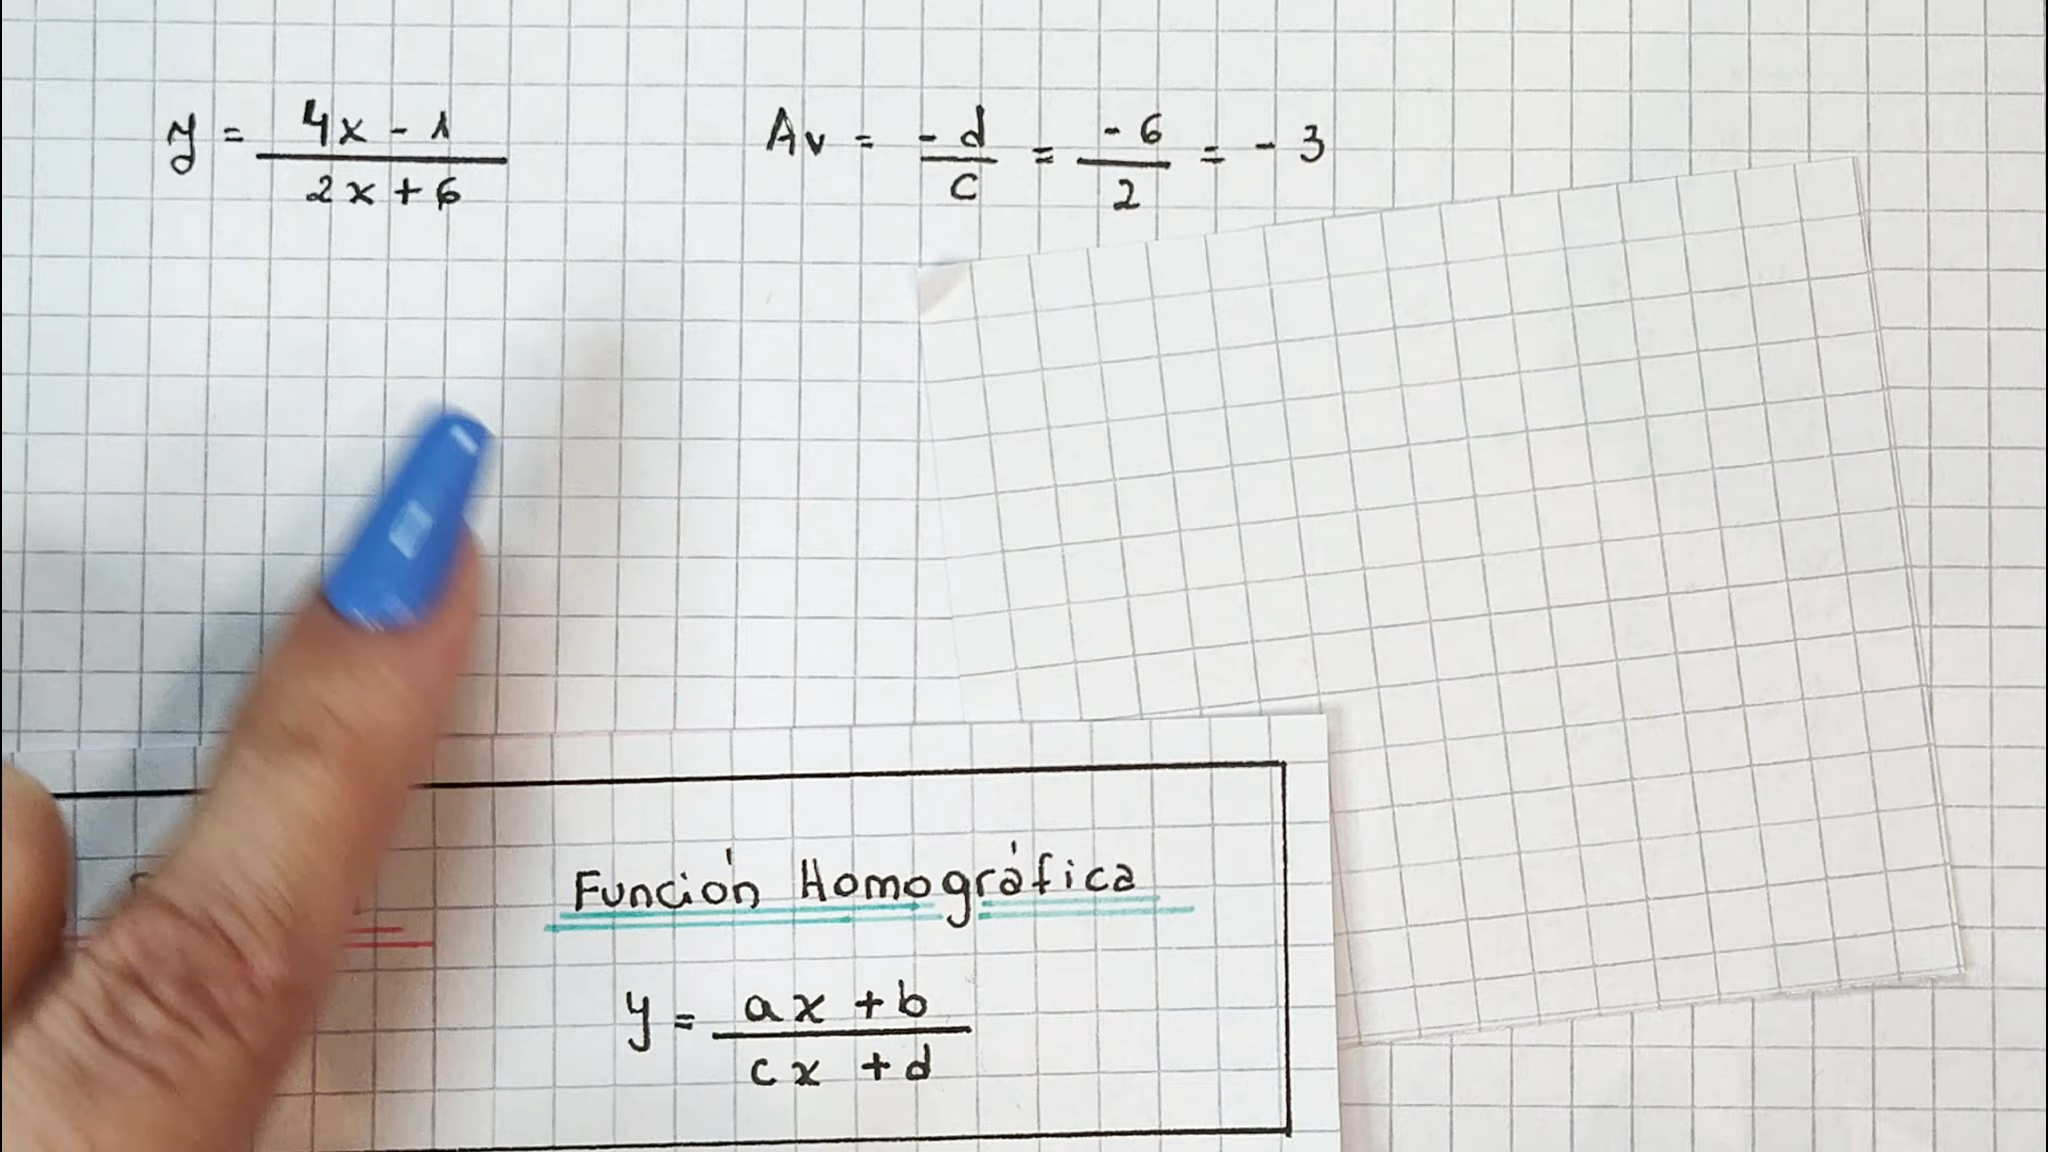 y = 4x - 1 / 2x + 6
Av = -d / c = -6 / 2 = -3
Función Homográfica
y = ax + b / cx + d